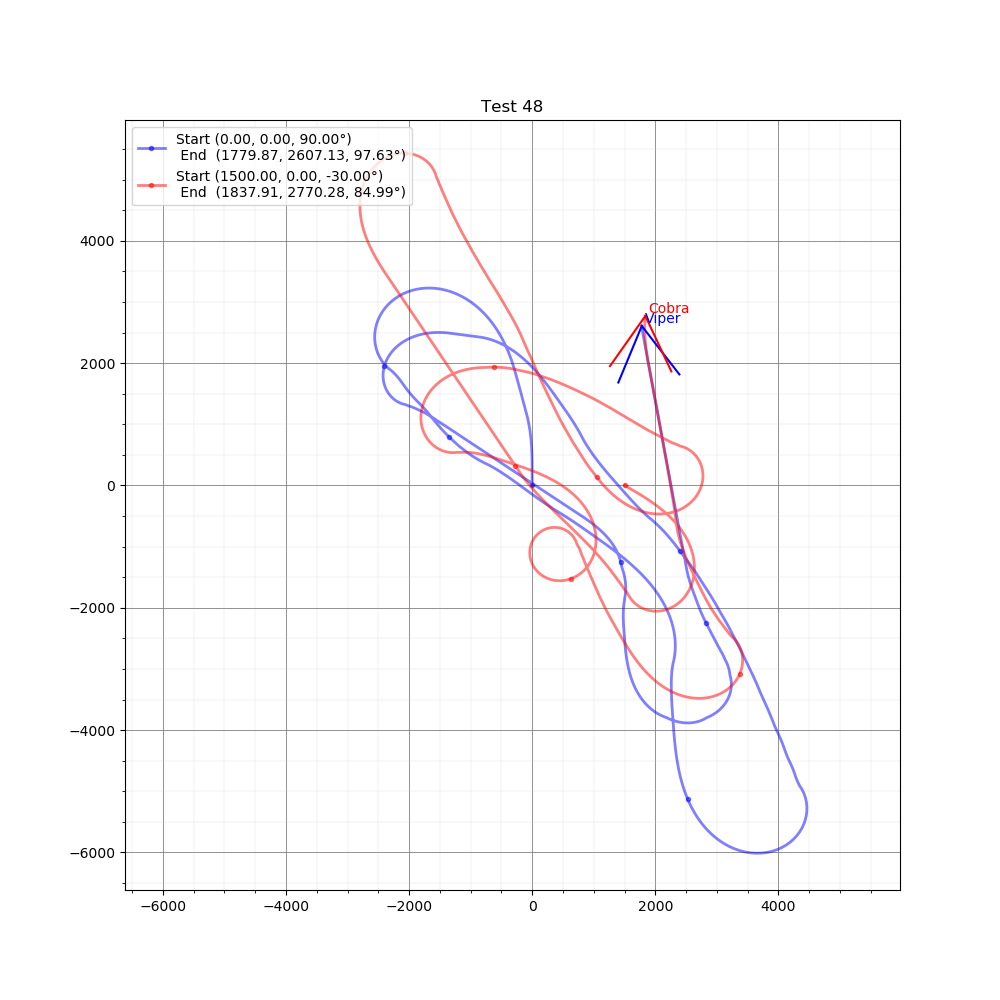 Test 48
Start (0.00, 0.00, 90.00°)
End (1779.87, 2607.13, 97.63°)
Start (1500.00, 0.00, -30.00°)
End (1837.91, 2770.28, 84.99°)
Cobra
Viper
4000
2000
0
−2000
−4000
−6000
−6000
−4000
−2000
0
2000
4000